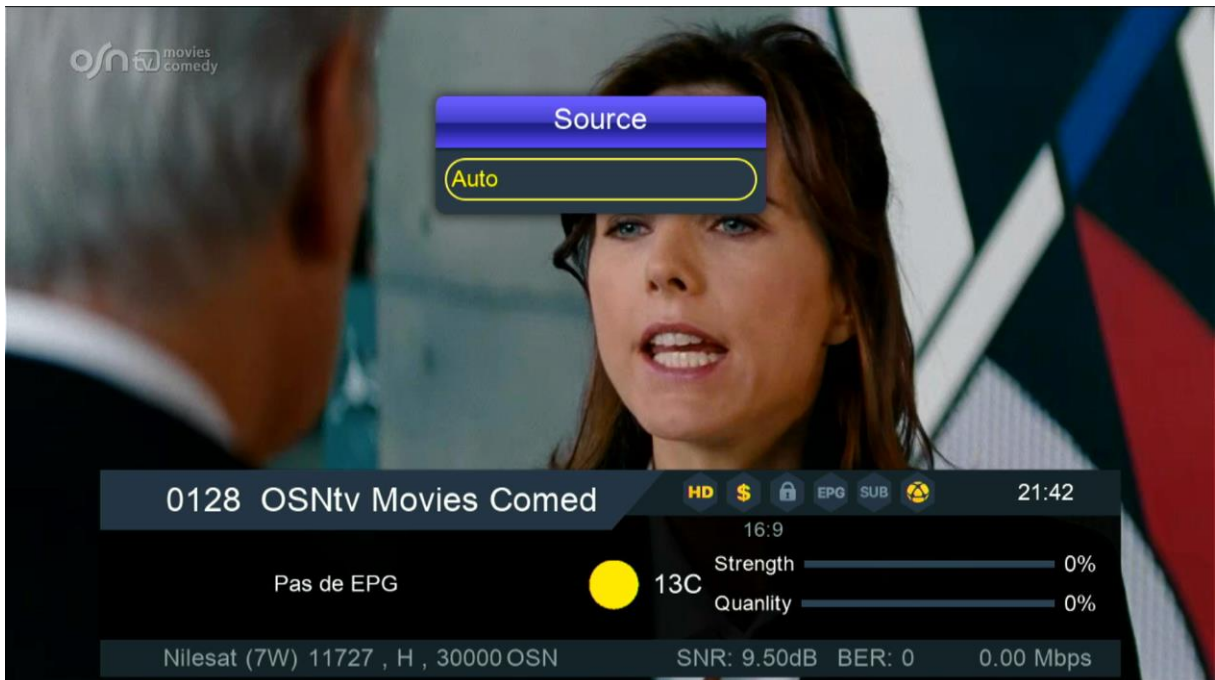 OSN tv movies
comedy
Source
Auto
0128 OSNtv Movies Comed
HD $ EPG SUB 21:42
16:9
Strength 0%
Pas de EPG 13C
Quanlity 0%
Nilesat (7W) 11727 , H , 30000 OSN SNR: 9.50dB BER: 0 0.00 Mbps